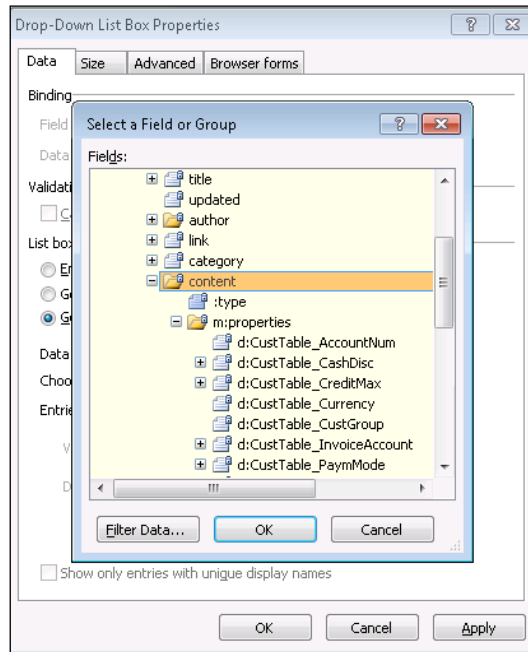 Drop-Down List Box Properties
Data Size Advanced Browser forms
Binding
Field
Data
Select a Field or Group
Fields:
title
updated
author
link
category
content
:type
m:properties
d:CustTable_AccountNum
d:CustTable_CashDisc
d:CustTable_CreditMax
d:CustTable_Currency
d:CustTable_CustGroup
d:CustTable_InvoiceAccount
d:CustTable_PaymMode
Filter Data... OK Cancel
Validati
List box
Data
Choo
Entrie
Show only entries with unique display names
OK Cancel Apply